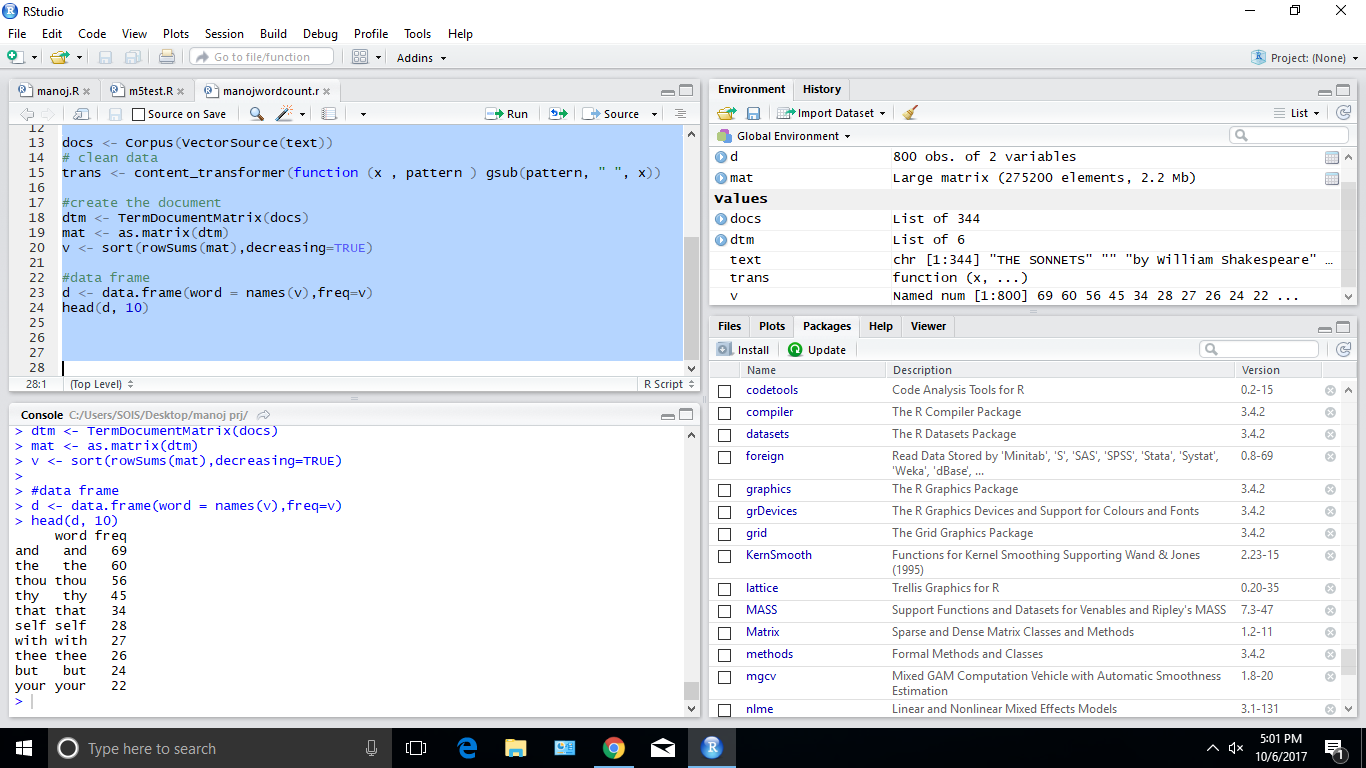 RStudio
File Edit Code View Plots Session Build Debug Profile Tools Help
Go to file/function Addins Project: (None)
manoj.R m5test.R manojwordcount.r
Source on Save Run Source
12
13 docs <- Corpus(VectorSource(text))
14 # clean data
15 trans <- content_transformer(function (x , pattern ) gsub(pattern, " ", x))
16
17 #create the document
18 dtm <- TermDocumentMatrix(docs)
19 mat <- as.matrix(dtm)
20 v <- sort(rowSums(mat),decreasing=TRUE)
21
22 #data frame
23 d <- data.frame(word = names(v),freq=v)
24 head(d, 10)
25
26
27
28
28:1 (Top Level) R Script
Console C:/Users/SOIS/Desktop/manoj prj/
> dtm <- TermDocumentMatrix(docs)
> mat <- as.matrix(dtm)
> v <- sort(rowSums(mat),decreasing=TRUE)
>
> #data frame
> d <- data.frame(word = names(v),freq=v)
> head(d, 10)
word freq
and and 69
the the 60
thou thou 56
thy thy 45
that that 34
self self 28
with with 27
thee thee 26
but but 24
your your 22
>
Environment History
Import Dataset List
Global Environment
d 800 obs. of 2 variables
mat Large matrix (275200 elements, 2.2 Mb)
Values
docs List of 344
dtm List of 6
text chr [1:344] "THE SONNETS" "" "by William Shakespeare" …
trans function (x, ...)
v Named num [1:800] 69 60 56 45 34 28 27 26 24 22 ...
Files Plots Packages Help Viewer
Install Update
Name Description Version
codetools Code Analysis Tools for R 0.2-15
compiler The R Compiler Package 3.4.2
datasets The R Datasets Package 3.4.2
foreign Read Data Stored by 'Minitab', 'S', 'SAS', 'SPSS', 'Stata', 'Systat', 0.8-69
'Weka', 'dBase', ...
graphics The R Graphics Package 3.4.2
grDevices The R Graphics Devices and Support for Colours and Fonts 3.4.2
grid The Grid Graphics Package 3.4.2
KernSmooth Functions for Kernel Smoothing Supporting Wand & Jones 2.23-15
(1995)
lattice Trellis Graphics for R 0.20-35
MASS Support Functions and Datasets for Venables and Ripley's MASS 7.3-47
Matrix Sparse and Dense Matrix Classes and Methods 1.2-11
methods Formal Methods and Classes 3.4.2
mgcv Mixed GAM Computation Vehicle with Automatic Smoothness 1.8-20
Estimation
nlme Linear and Nonlinear Mixed Effects Models 3.1-131
Type here to search
5:01 PM
10/6/2017
1